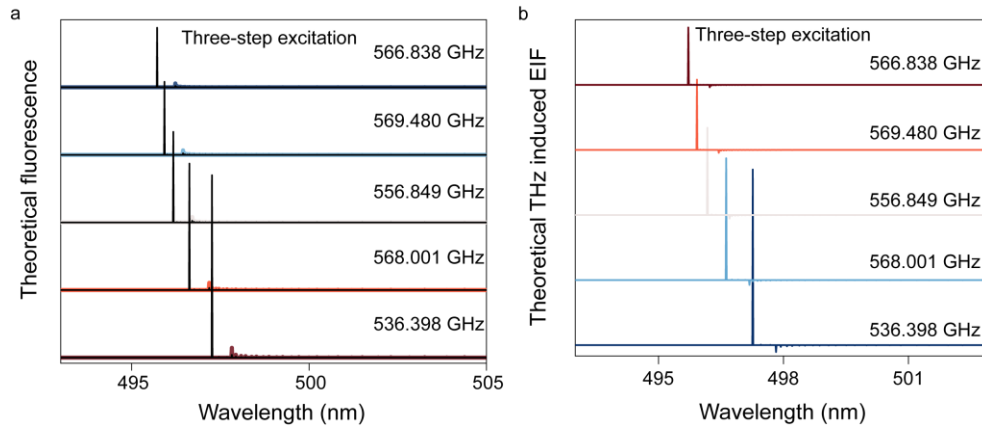 a
Three-step excitation
566.838 GHz
569.480 GHz
556.849 GHz
568.001 GHz
536.398 GHz
Theoretical fluorescence
495
500
505
Wavelength (nm)
b
Three-step excitation
566.838 GHz
569.480 GHz
556.849 GHz
568.001 GHz
536.398 GHz
Theoretical THz induced EIF
495
498
501
Wavelength (nm)